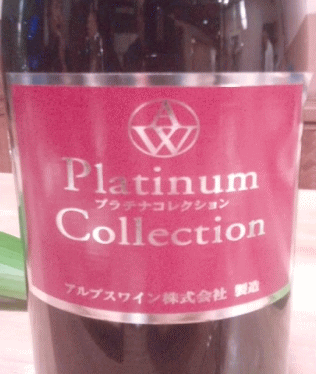 AW
Platinum
プラチナコレクション
Collection
アルプスワイン株式会社 製造